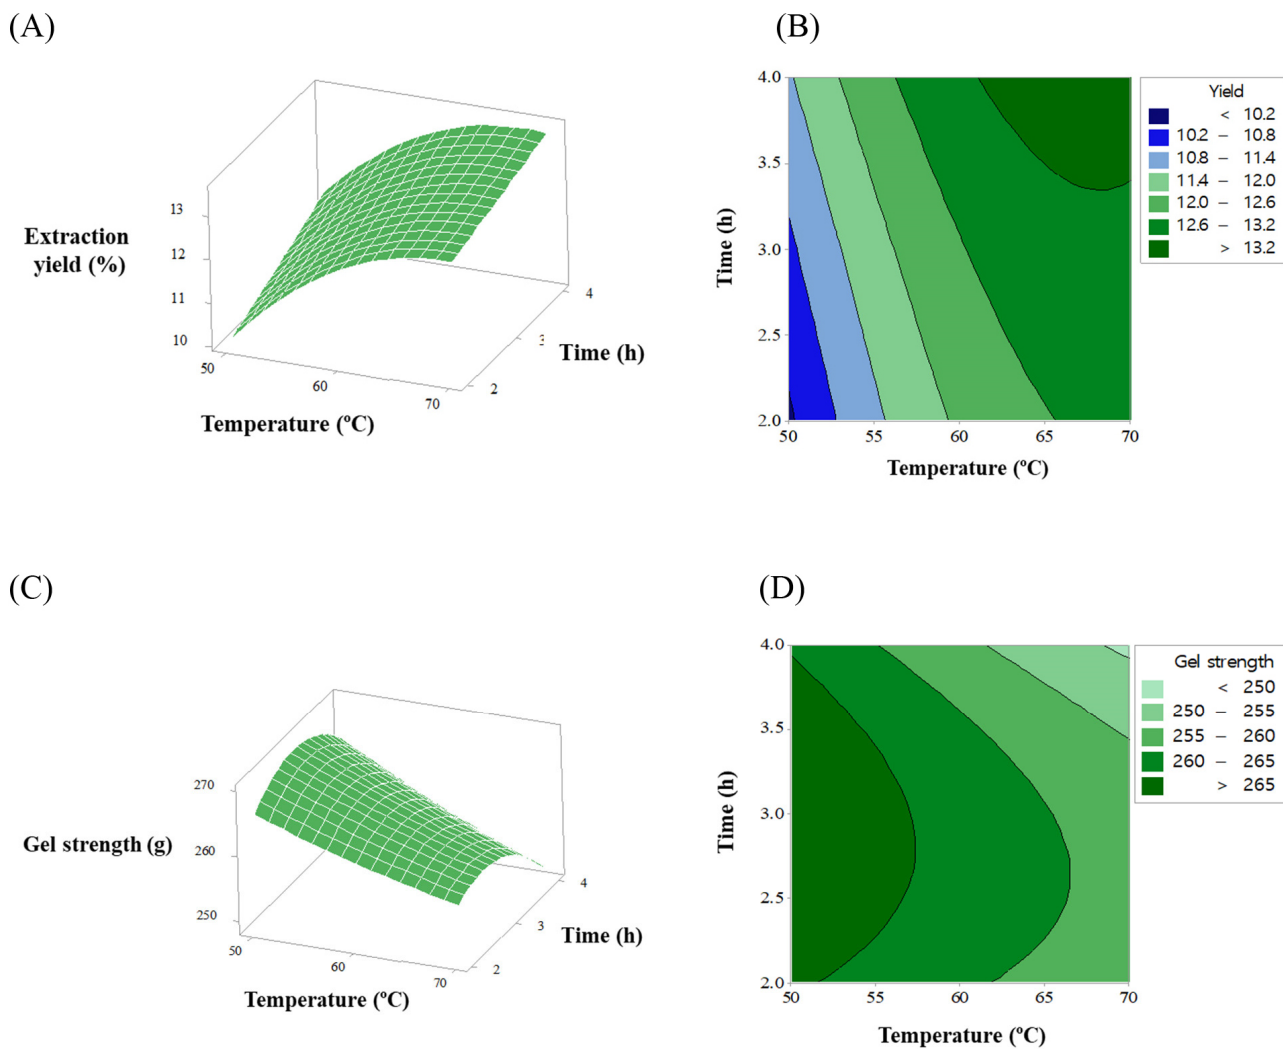 (A)
13
12
11
10
Extraction
yield (%)
50
60
70
2
3
4
Time (h)
Temperature (ºC)
(B)
4.0
3.5
3.0
2.5
2.0
Time (h)
50
55
60
65
70
Temperature (ºC)
Yield
< 10.2
10.2 – 10.8
10.8 – 11.4
11.4 – 12.0
12.0 – 12.6
12.6 – 13.2
> 13.2
(C)
270
260
250
Gel strength (g)
50
60
70
2
3
4
Time (h)
Temperature (ºC)
(D)
4.0
3.5
3.0
2.5
2.0
Time (h)
50
55
60
65
70
Temperature (ºC)
Gel strength
< 250
250 – 255
255 – 260
260 – 265
> 265